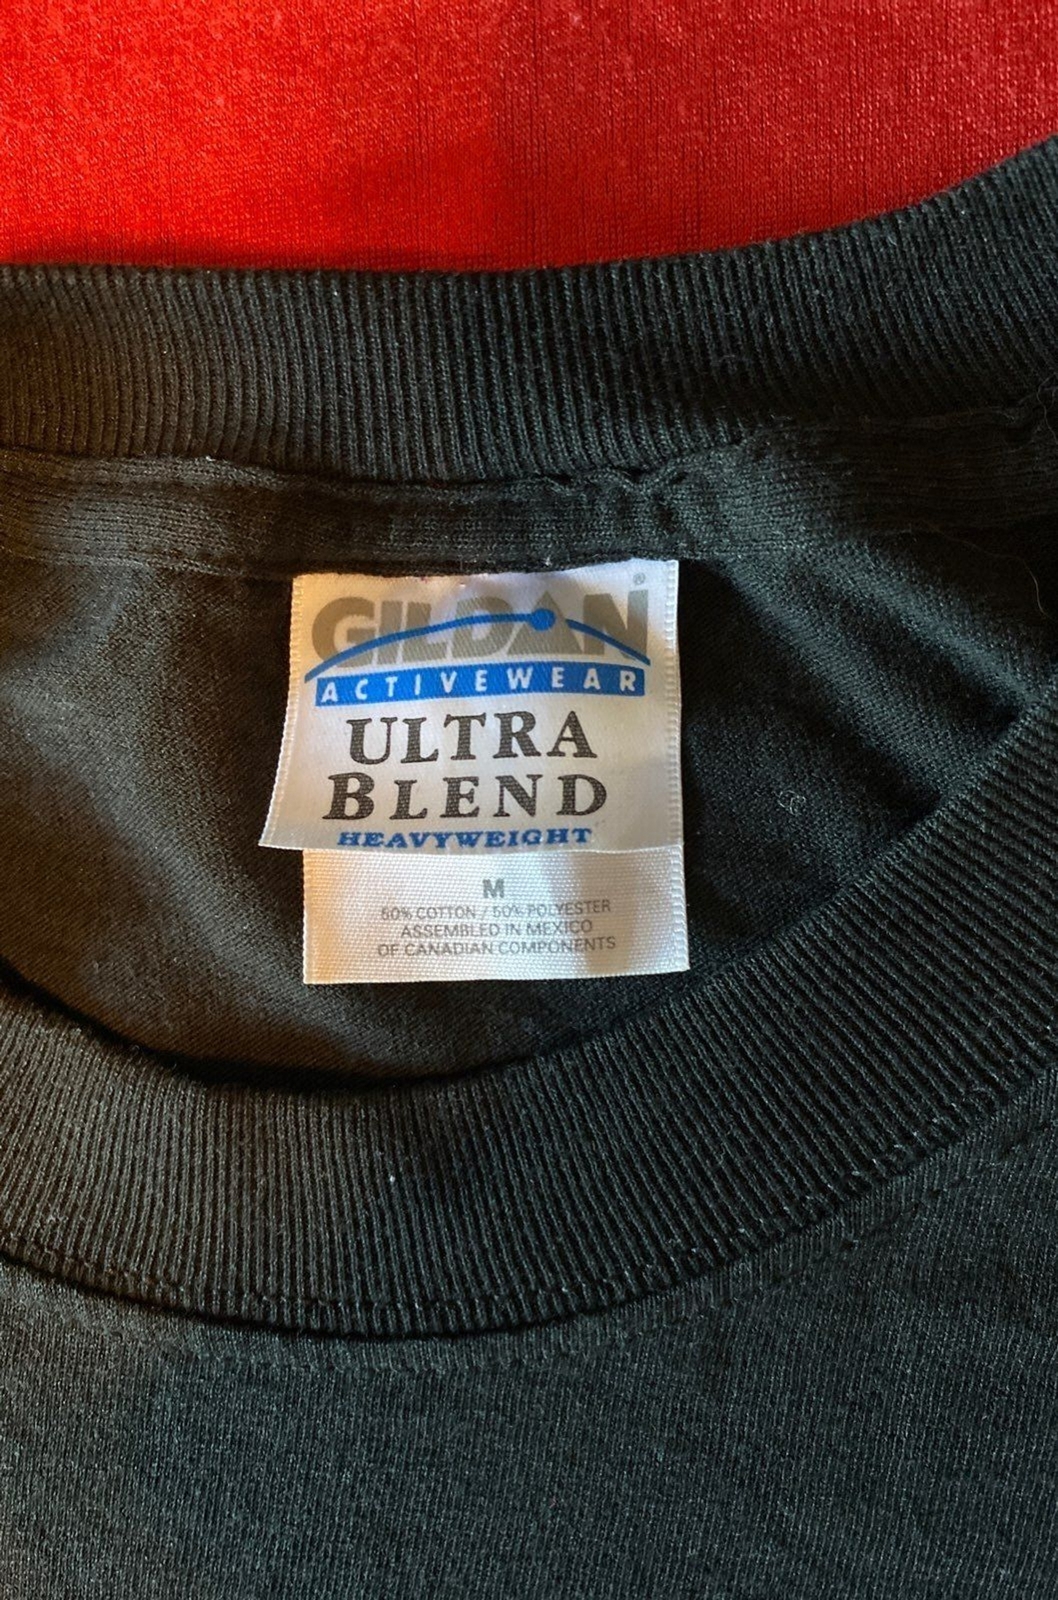 GILDAN®
ACTIVEWEAR
ULTRA
BLEND
HEAVYWEIGHT
M
50% COTTON / 50% POLYESTER
ASSEMBLED IN MEXICO
OF CANADIAN COMPONENTS